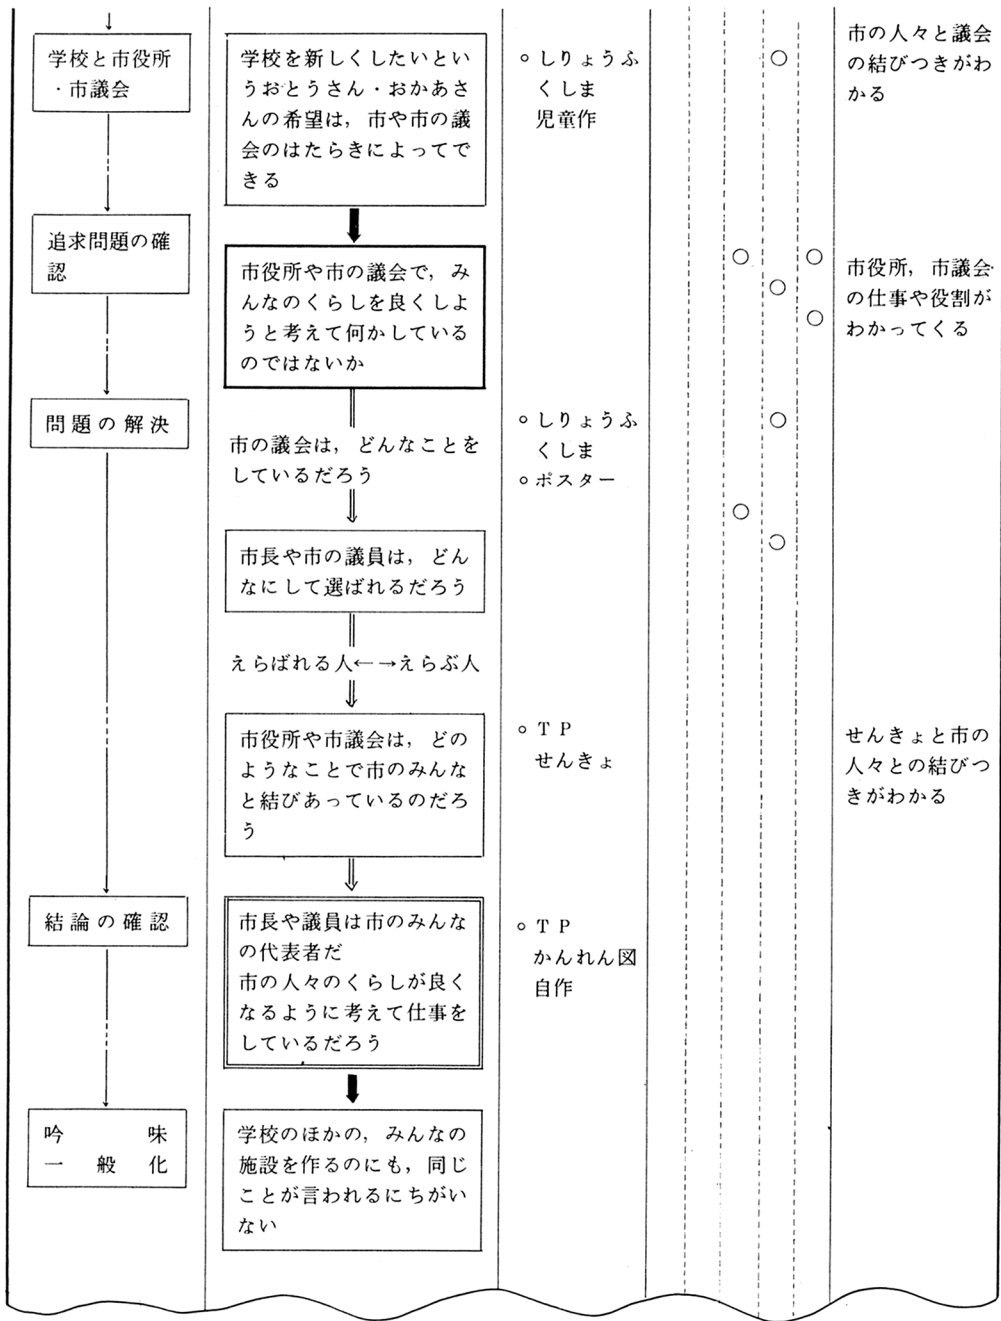 学校と市役所
・市議会
学校を新しくしたいとい
うおとうさん・おかあさ
んの希望は，市や市の議
会のはたらきによってで
きる
○しりょうふ
くしま
児童作
○
市の人々と議会
の結びつきがわ
かる
追求問題の確
認
市役所や市の議会で，み
んなのくらしを良くしよ
うと考えて何かしている
のではないか
○ ○
○
○
市役所，市議会
の仕事や役割が
わかってくる
問題の解決
市の議会は，どんなことを
しているだろう
○しりょうふ
くしま
○ポスター
○
○
○
市長や市の議員は，どん
なにして選ばれるだろう
えらばれる人←→えらぶ人
市役所や市議会は，どの
ようなことで市のみんな
と結びあっているのだろ
う
○ＴＰ
せんきょ
せんきょと市の
人々との結びつ
きがわかる
結論の確認
市長や議員は市のみんな
の代表者だ
市の人々のくらしが良く
なるように考えて仕事を
しているだろう
○ＴＰ
かんれん図
自作
吟味
一般化
学校のほかの，みんなの
施設を作るのにも，同じ
ことが言われるにちがい
ない